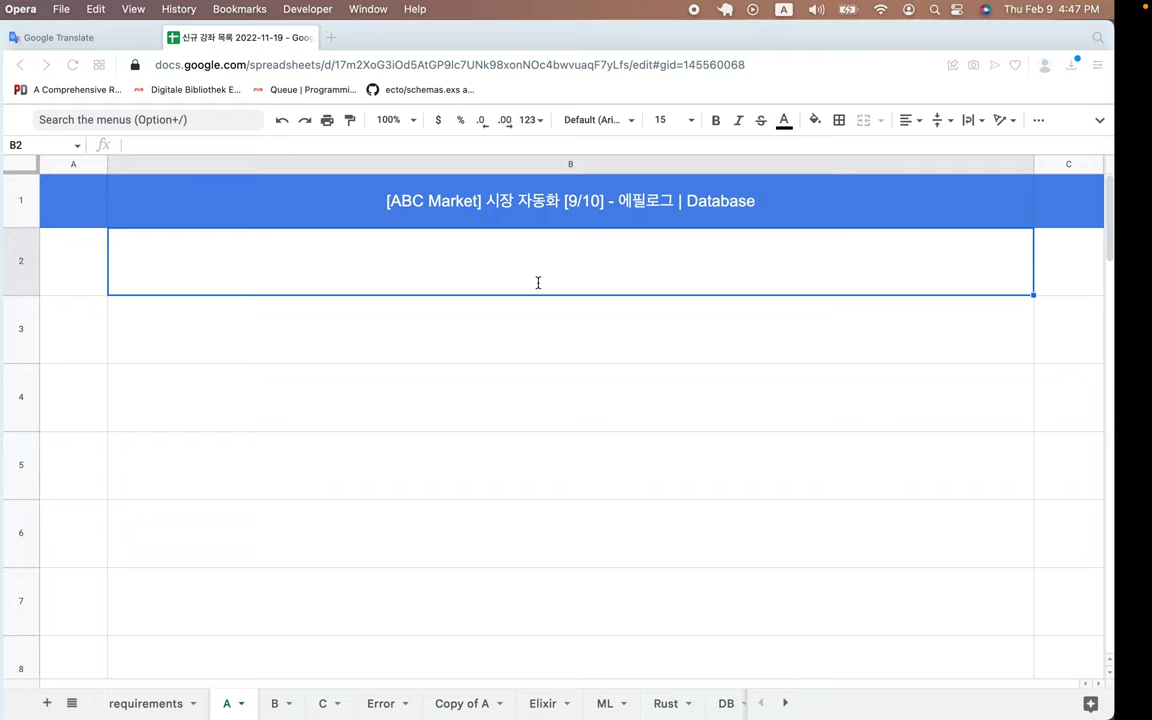 Opera File Edit View History Bookmarks Developer Window Help A Thu Feb 9 4:47 PM
Google Translate 신규 강좌 목록 2022-11-19 - Goo
docs.google.com/spreadsheets/d/17m2XoG3iOd5AtGP9lc7UNk98xonNOc4bwvuaqF7yLfs/edit#gid=145560068
PD A Comprehensive R... Digitale Bibliothek E... Queue | Programmi... ecto/schemas.exs a...
Search the menus (Option+/) 100% $ % .0 .00 123 Default (Ari... 15 B I S A
B2 fx
A B C
1 [ABC Market] 시장 자동화 [9/10] - 에필로그 | Database
2
3
4
5
6
7
8
requirements A B C Error Copy of A Elixir ML Rust DB